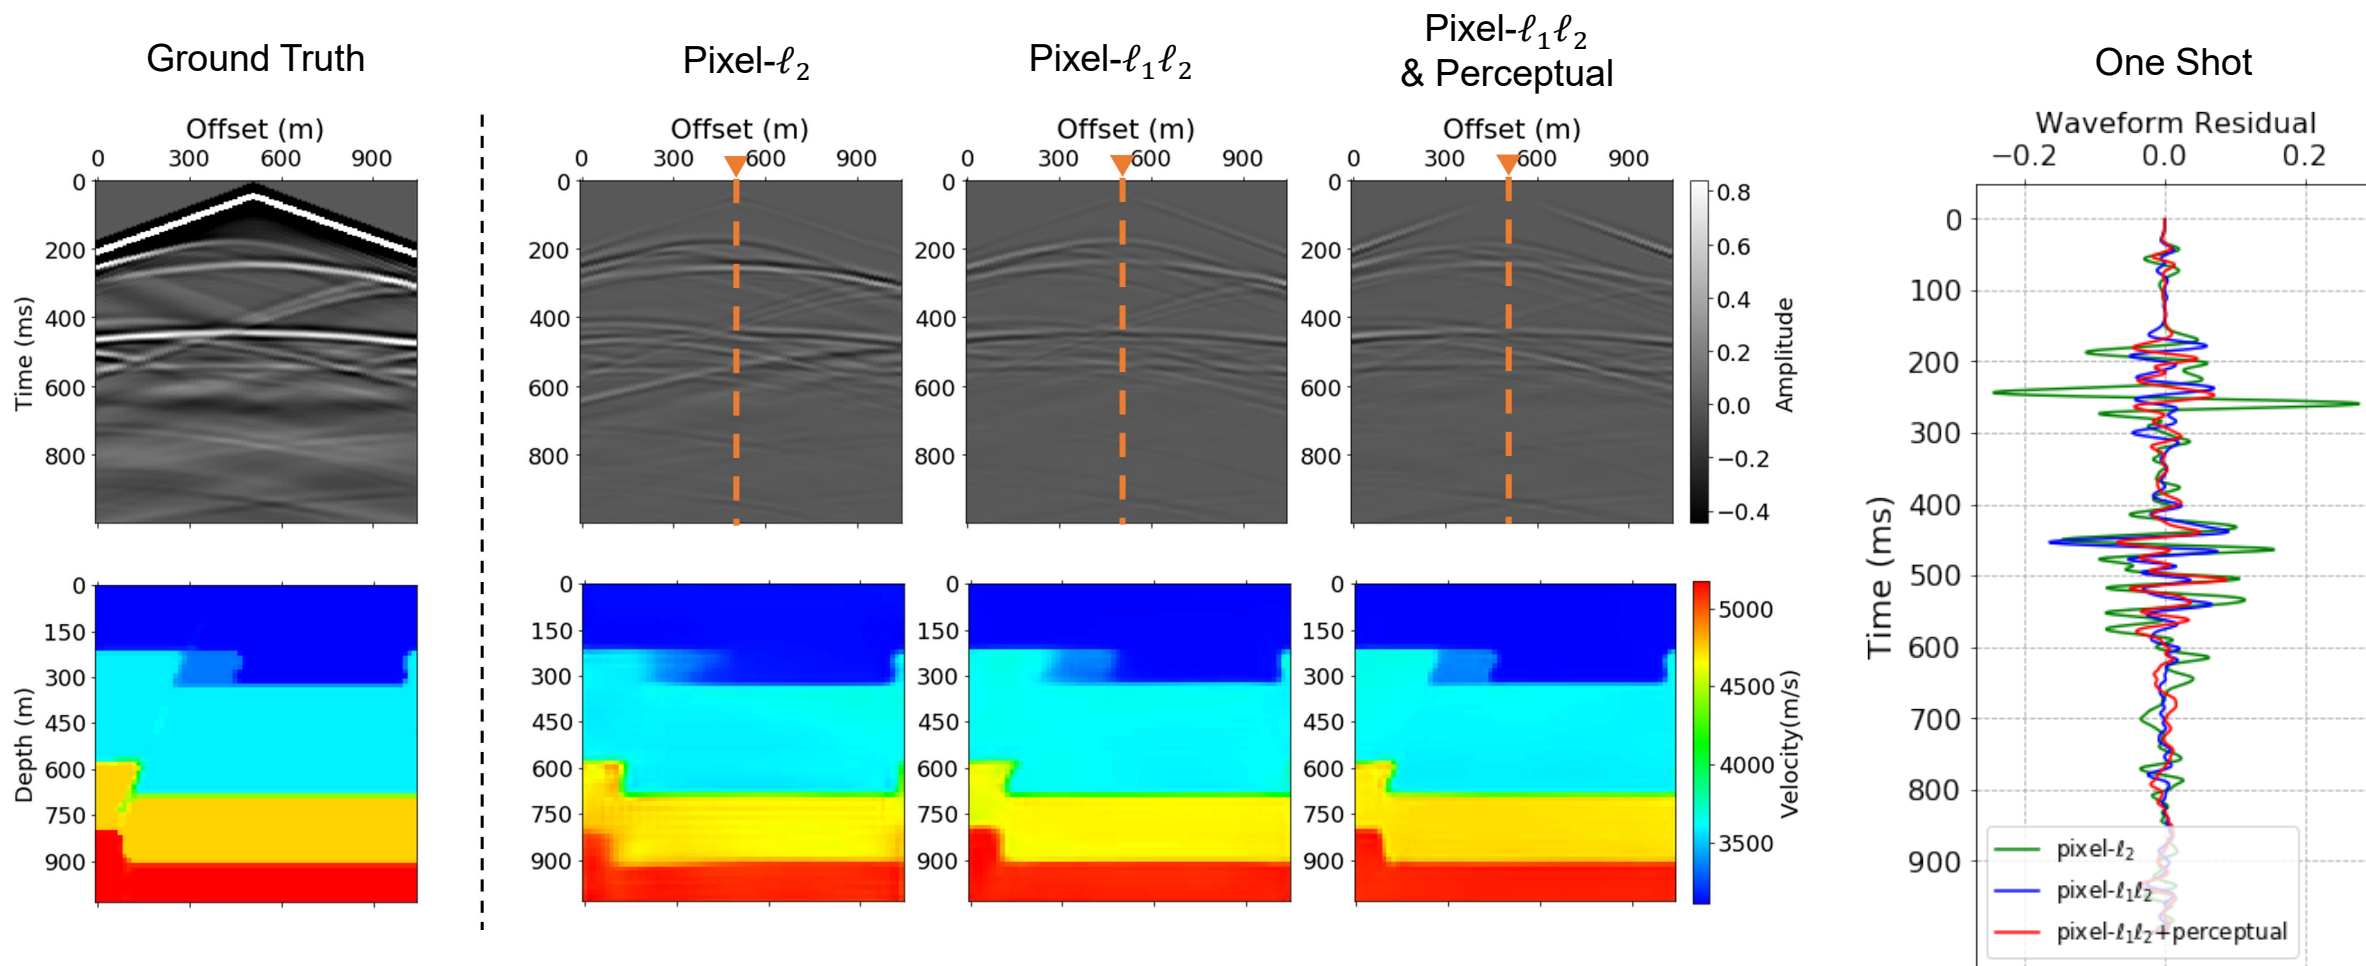 Ground Truth
Pixel-ℓ₂
Pixel-ℓ₁ℓ₂
Pixel-ℓ₁ℓ₂
& Perceptual
One Shot
Offset (m)
0 300 600 900
0
200
400
600
800
Time (ms)
Offset (m)
0 300 600 900
0
200
400
600
800
Offset (m)
0 300 600 900
0
200
400
600
800
Offset (m)
0 300 600 900
0
200
400
600
800
0.8
0.6
0.4
0.2
0.0
−0.2
−0.4
Amplitude
0
150
300
450
600
750
900
Depth (m)
0
150
300
450
600
750
900
0
150
300
450
600
750
900
0
150
300
450
600
750
900
5000
4500
4000
3500
Velocity(m/s)
Waveform Residual
−0.2 0.0 0.2
0
100
200
300
400
500
600
700
800
900
Time (ms)
pixel-ℓ₂
pixel-ℓ₁ℓ₂
pixel-ℓ₁ℓ₂+perceptual